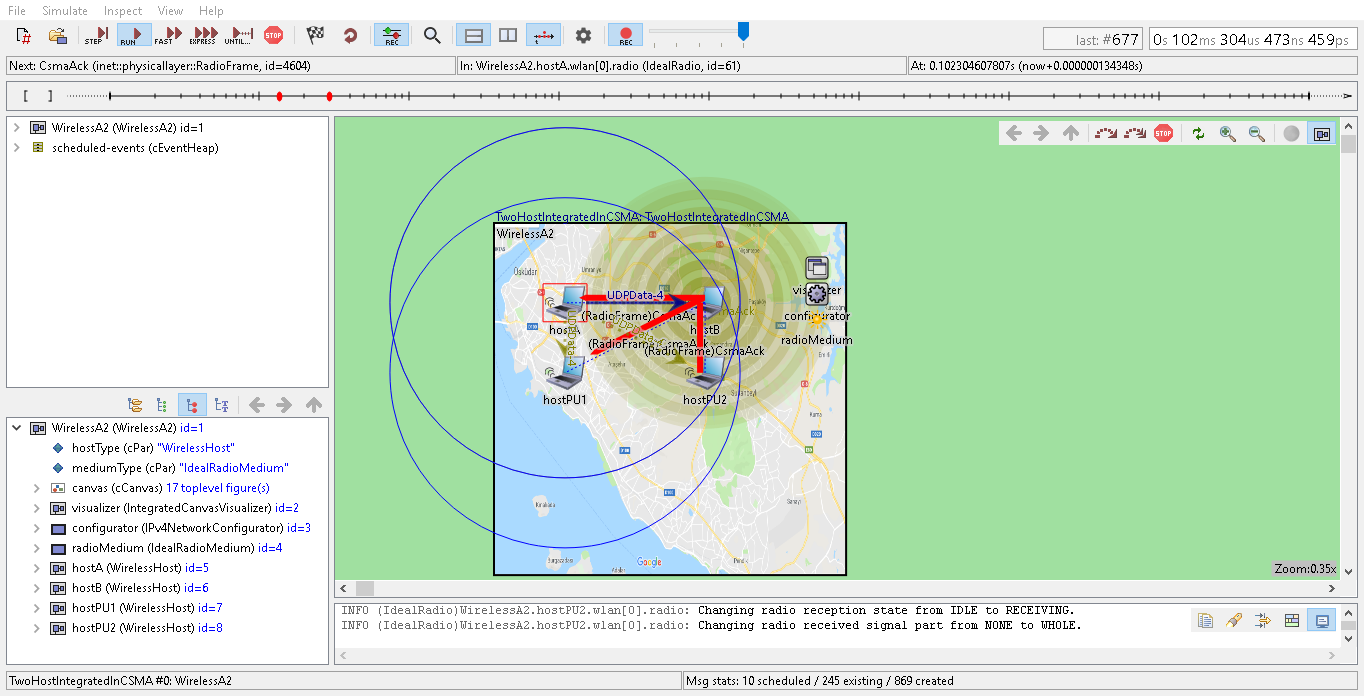 File Simulate Inspect View Help
STEP RUN FAST EXPRESS UNTIL... STOP REC REC
last: #677
0s 102ms 304us 473ns 459ps
Next: CsmaAck (inet::physicallayer::RadioFrame, id=4604)
In: WirelessA2.hostA.wlan[0].radio (IdealRadio, id=61)
At: 0.102304607807s (now+0.000000134348s)
[ ]
WirelessA2 (WirelessA2) id=1
scheduled-events (cEventHeap)
STOP
TwoHostIntegratedInCSMA: TwoHostIntegratedInCSMA
WirelessA2
Üsküdar
Ümraniye
UDPData-4
hostA
(RadioFrame)CsmaAck
hostB
(RadioFrame)CsmaAck
(RadioFrame)CsmaAck
UDPData-4
hostPU1
hostPU2
visualizer
configurator
radioMedium
Sultanbeyli
Kuma
Google
Pendik
Zoom:0.35x
WirelessA2 (WirelessA2) id=1
hostType (cPar) "WirelessHost"
mediumType (cPar) "IdealRadioMedium"
canvas (cCanvas) 17 toplevel figure(s)
visualizer (IntegratedCanvasVisualizer) id=2
configurator (IPv4NetworkConfigurator) id=3
radioMedium (IdealRadioMedium) id=4
hostA (WirelessHost) id=5
hostB (WirelessHost) id=6
hostPU1 (WirelessHost) id=7
hostPU2 (WirelessHost) id=8
INFO (IdealRadio)WirelessA2.hostPU2.wlan[0].radio: Changing radio reception state from IDLE to RECEIVING.
INFO (IdealRadio)WirelessA2.hostPU2.wlan[0].radio: Changing radio received signal part from NONE to WHOLE.
TwoHostIntegratedInCSMA #0: WirelessA2
Msg stats: 10 scheduled / 245 existing / 869 created